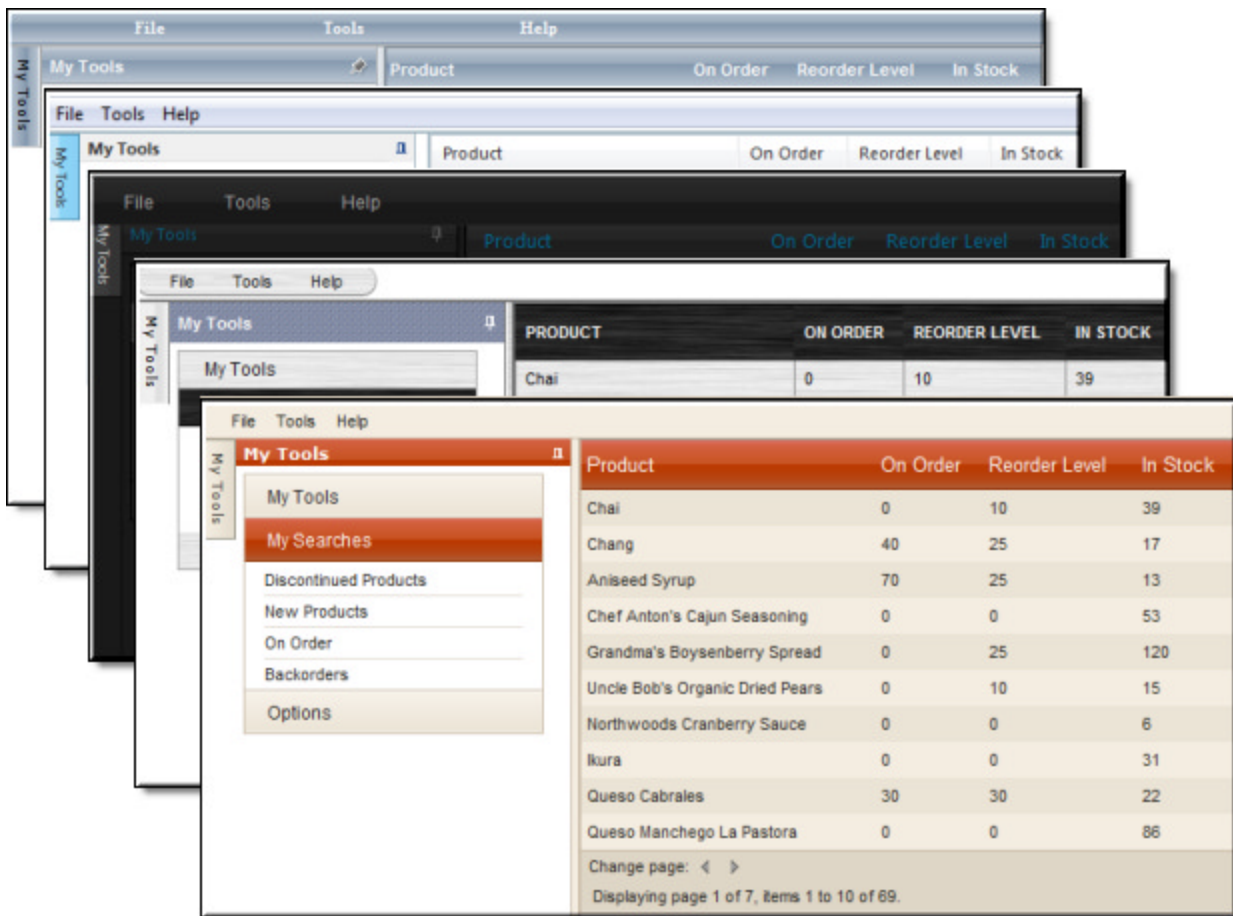 File Tools Help
My Tools
My Tools
Product On Order Reorder Level In Stock
File Tools Help
My Tools
My Tools
Product On Order Reorder Level In Stock
File Tools Help
My Tools
My Tools
Product On Order Reorder Level In Stock
File Tools Help
My Tools
My Tools
My Tools
PRODUCT ON ORDER REORDER LEVEL IN STOCK
Chai 0 10 39
File Tools Help
My Tools
My Tools
My Tools
My Searches
Discontinued Products
New Products
On Order
Backorders
Options
Product On Order Reorder Level In Stock
Chai 0 10 39
Chang 40 25 17
Aniseed Syrup 70 25 13
Chef Anton's Cajun Seasoning 0 0 53
Grandma's Boysenberry Spread 0 25 120
Uncle Bob's Organic Dried Pears 0 10 15
Northwoods Cranberry Sauce 0 0 6
Ikura 0 0 31
Queso Cabrales 30 30 22
Queso Manchego La Pastora 0 0 86
Change page:
Displaying page 1 of 7, items 1 to 10 of 69.